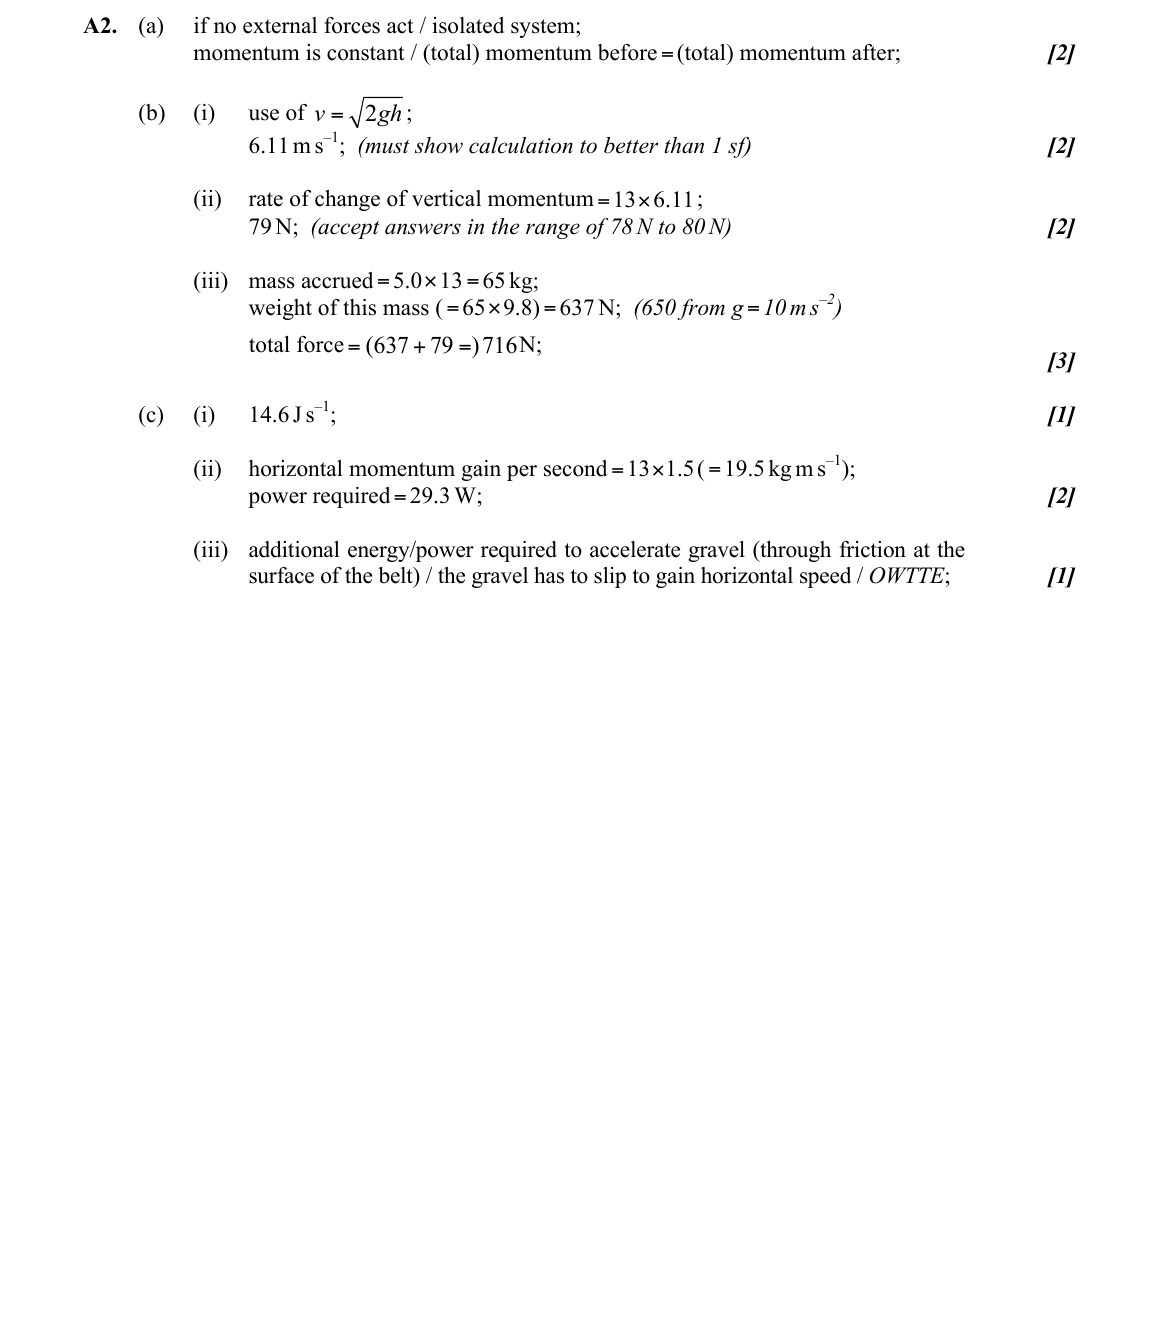 A2. (a) if no external forces act / isolated system;
momentum is constant / (total) momentum before = (total) momentum after; [2]
(b) (i) use of v = √2gh ;
6.11 m s⁻¹; (must show calculation to better than 1 sf) [2]
(ii) rate of change of vertical momentum = 13 × 6.11 ;
79 N; (accept answers in the range of 78 N to 80 N) [2]
(iii) mass accrued = 5.0 × 13 = 65 kg;
weight of this mass ( = 65 × 9.8) = 637 N; (650 from g = 10 m s⁻²)
total force = (637 + 79 =) 716 N;
[3]
(c) (i) 14.6 J s⁻¹; [1]
(ii) horizontal momentum gain per second = 13 × 1.5 ( = 19.5 kg m s⁻¹);
power required = 29.3 W; [2]
(iii) additional energy/power required to accelerate gravel (through friction at the
surface of the belt) / the gravel has to slip to gain horizontal speed / OWTTE; [1]